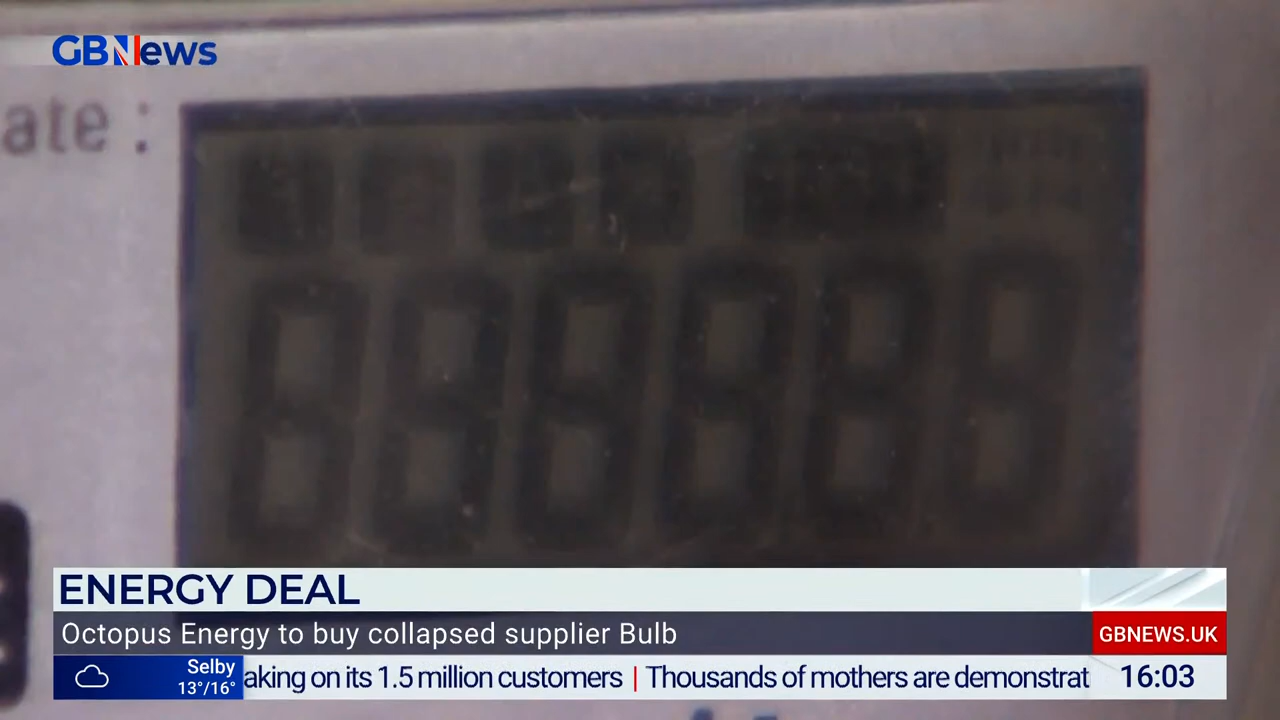 GBNews
ate :
ENERGY DEAL
Octopus Energy to buy collapsed supplier Bulb
GBNEWS.UK
Selby
13°/16°
aking on its 1.5 million customers | Thousands of mothers are demonstrat
16:03